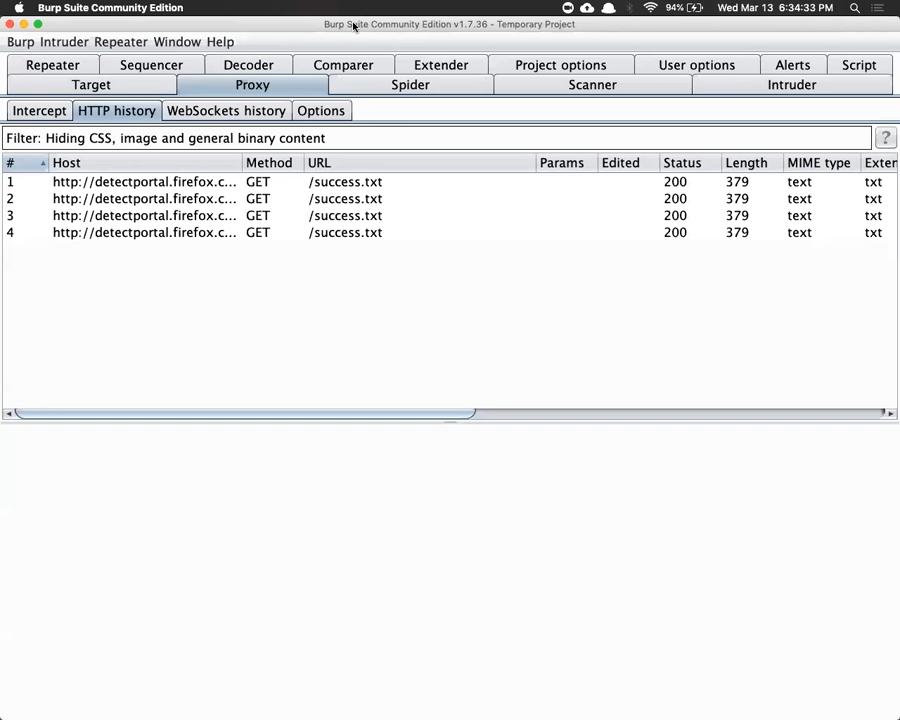 Burp Suite Community Edition 94% Wed Mar 13 6:34:33 PM
Burp Suite Community Edition v1.7.36 - Temporary Project
Burp Intruder Repeater Window Help
Repeater Sequencer Decoder Comparer Extender Project options User options Alerts Script
Target Proxy Spider Scanner Intruder
Intercept HTTP history WebSockets history Options
Filter: Hiding CSS, image and general binary content ?
# Host Method URL Params Edited Status Length MIME type Exter
1 http://detectportal.firefox.c... GET /success.txt 200 379 text txt
2 http://detectportal.firefox.c... GET /success.txt 200 379 text txt
3 http://detectportal.firefox.c... GET /success.txt 200 379 text txt
4 http://detectportal.firefox.c... GET /success.txt 200 379 text txt